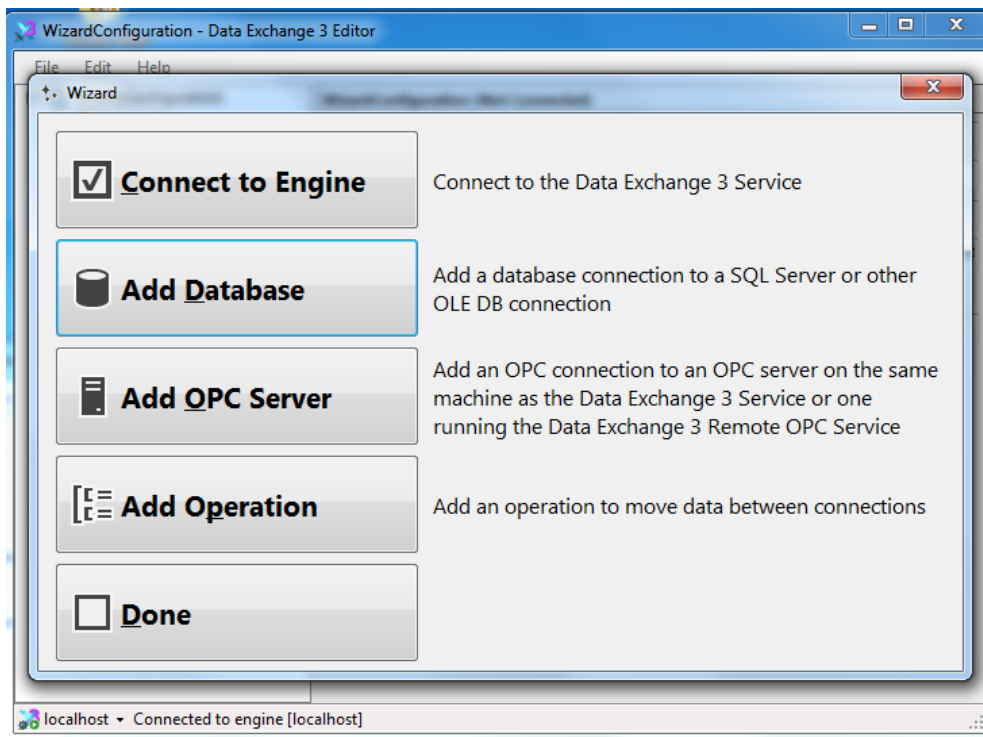 WizardConfiguration - Data Exchange 3 Editor
File Edit Help
Wizard
Connect to Engine
Connect to the Data Exchange 3 Service
Add Database
Add a database connection to a SQL Server or other
OLE DB connection
Add OPC Server
Add an OPC connection to an OPC server on the same
machine as the Data Exchange 3 Service or one
running the Data Exchange 3 Remote OPC Service
Add Operation
Add an operation to move data between connections
Done
localhost Connected to engine [localhost]